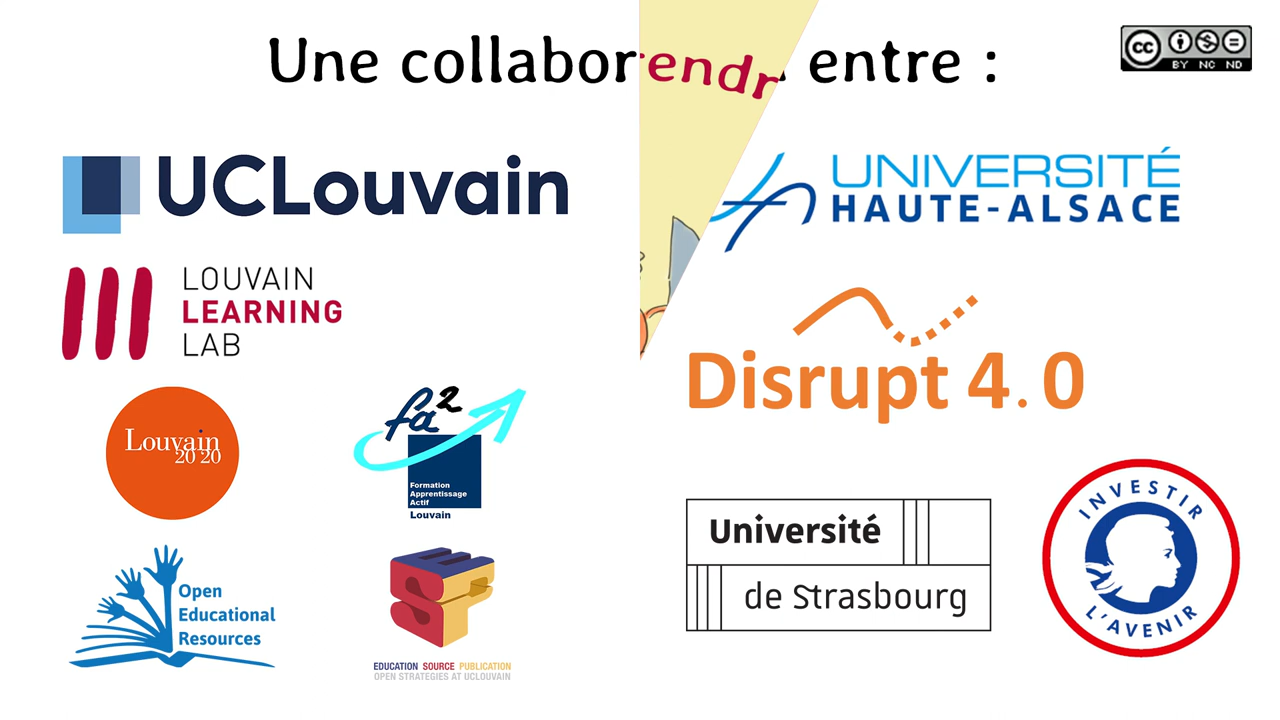 Une collabor
endr
entre :
CC BY NC ND
UCLouvain
UNIVERSITÉ
HAUTE-ALSACE
LOUVAIN
LEARNING
LAB
Disrupt 4.0
Louvain
20 20
fa2
Formation
Apprentissage
Actif
Louvain
Université
de Strasbourg
INVESTIR
L'AVENIR
Open
Educational
Resources
ESP
EDUCATION SOURCE PUBLICATION
OPEN STRATEGIES AT UCLOUVAIN